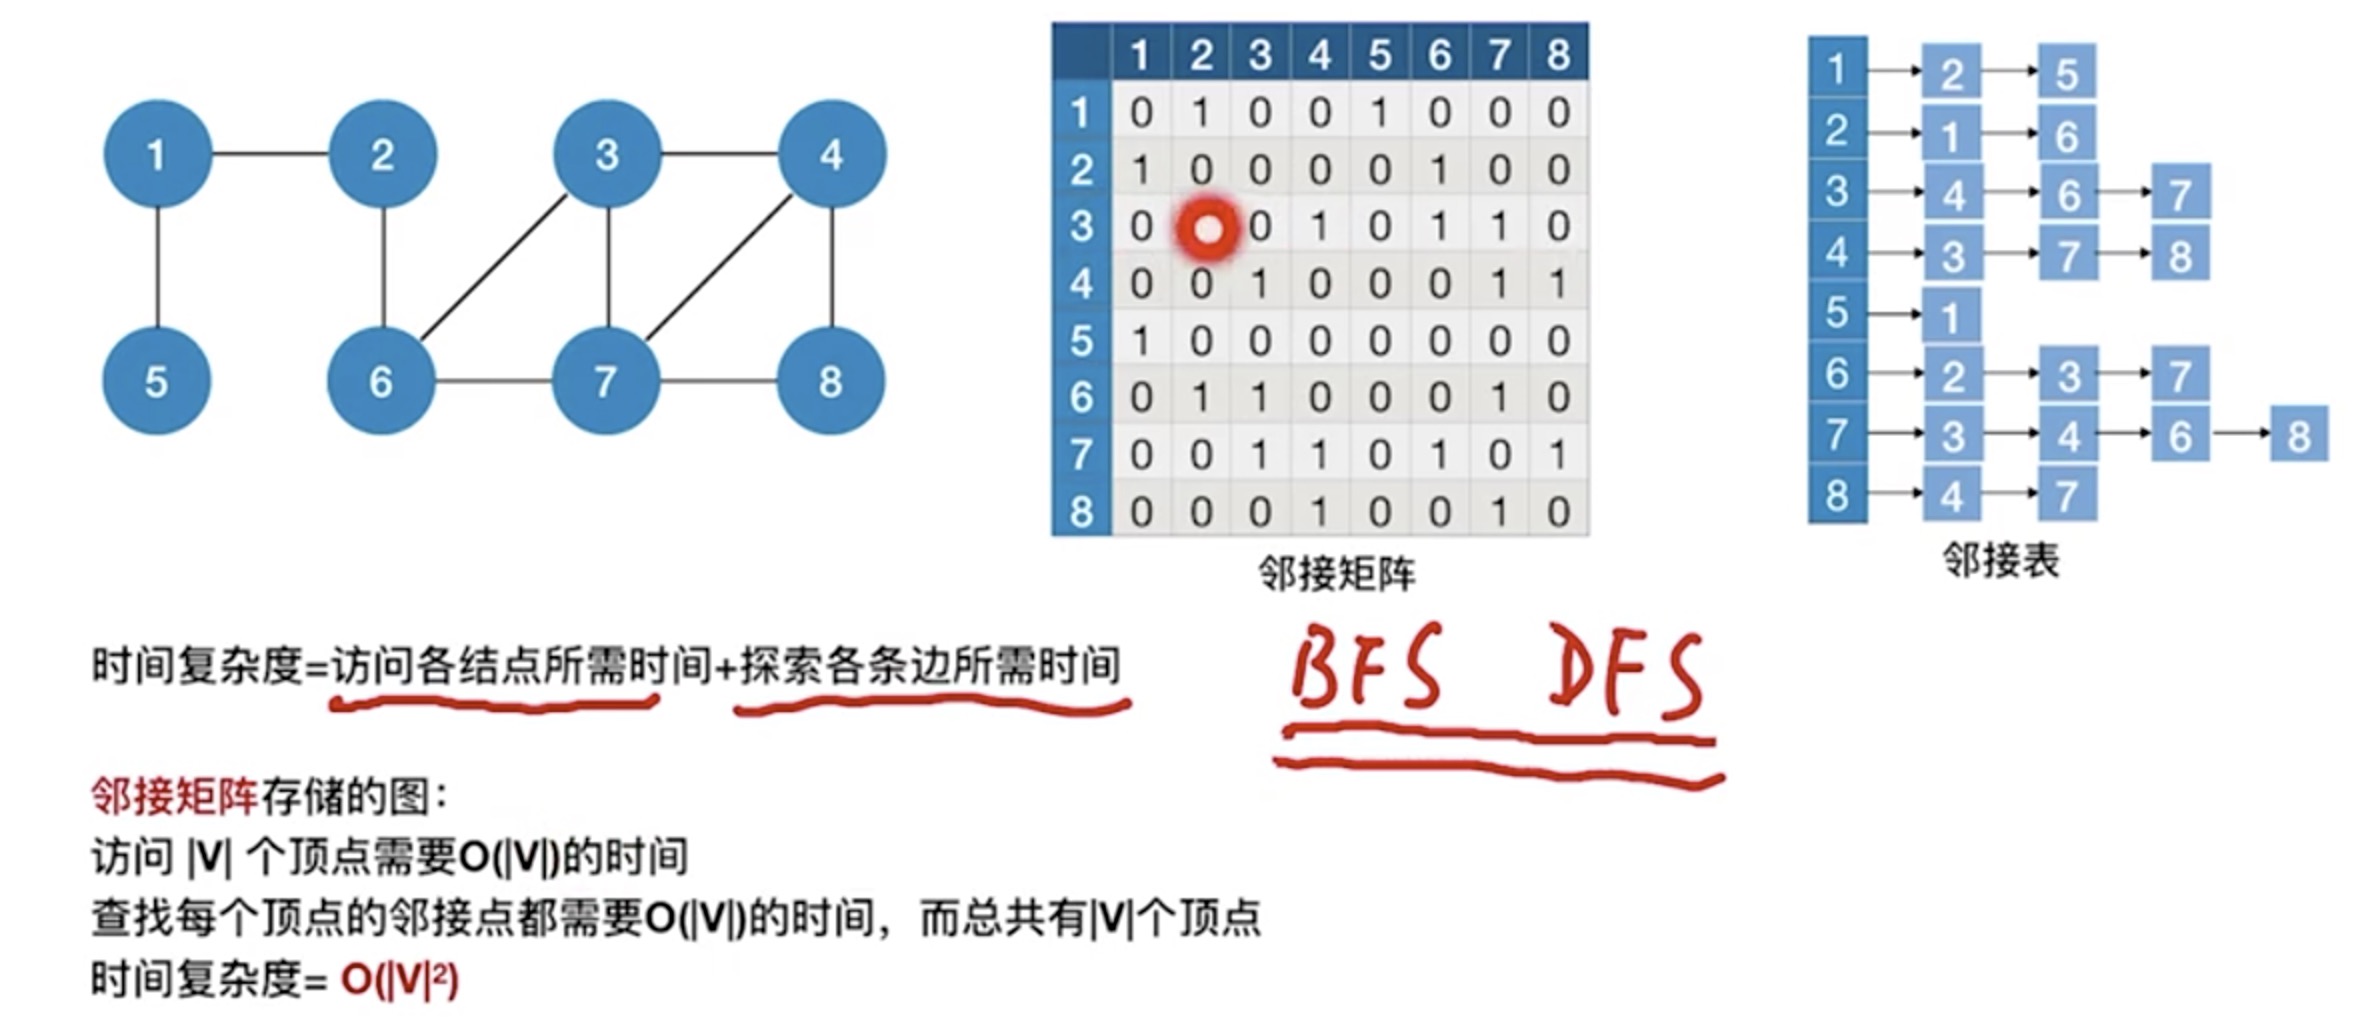 1 2 3 4
5 6 7 8
1 2 3 4 5 6 7 8
1 0 1 0 0 1 0 0 0
2 1 0 0 0 0 1 0 0
3 0 0 1 0 1 1 0
4 0 0 1 0 0 0 1 1
5 1 0 0 0 0 0 0 0
6 0 1 1 0 0 0 1 0
7 0 0 1 1 0 1 0 1
8 0 0 0 1 0 0 1 0
邻接矩阵
1 2 5
2 1 6
3 4 6 7
4 3 7 8
5 1
6 2 3 7
7 3 4 6 8
8 4 7
邻接表
时间复杂度=访问各结点所需时间+探索各条边所需时间
BFS DFS
邻接矩阵存储的图:
访问 |V| 个顶点需要O(|V|)的时间
查找每个顶点的邻接点都需要O(|V|)的时间，而总共有|V|个顶点
时间复杂度= O(|V|²)